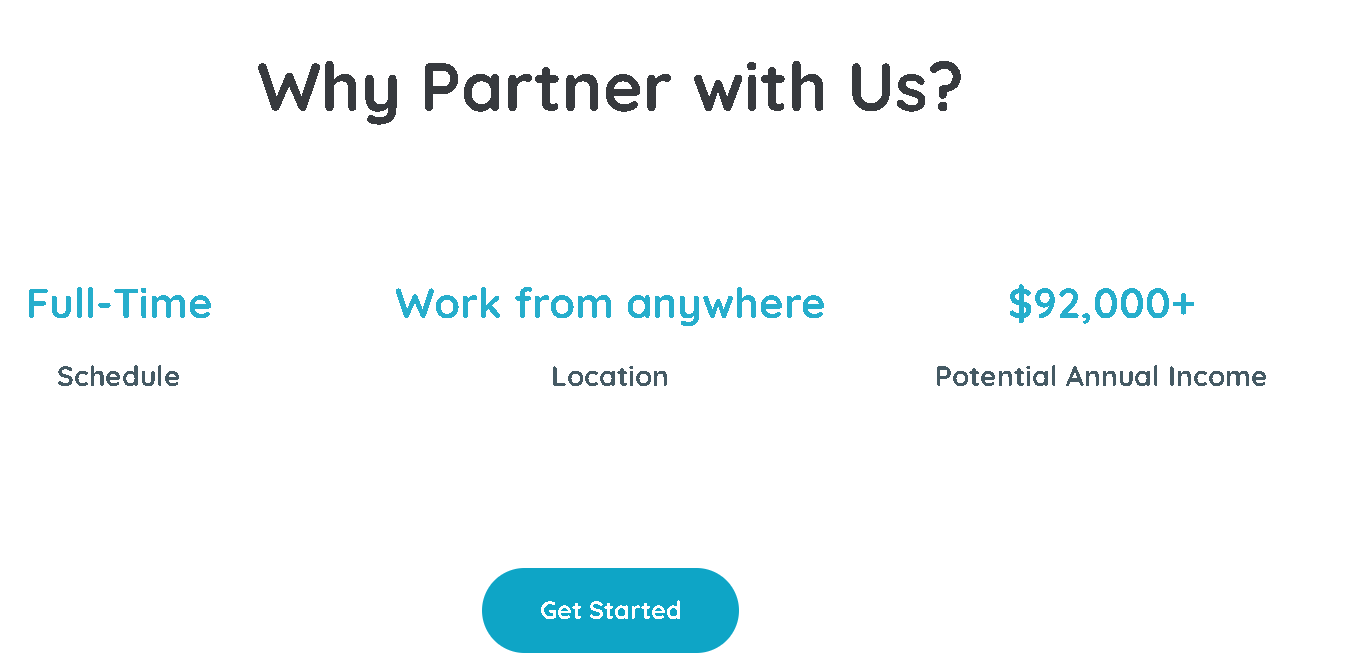 Why Partner with Us?
Full-Time
Schedule
Work from anywhere
Location
$92,000+
Potential Annual Income
Get Started